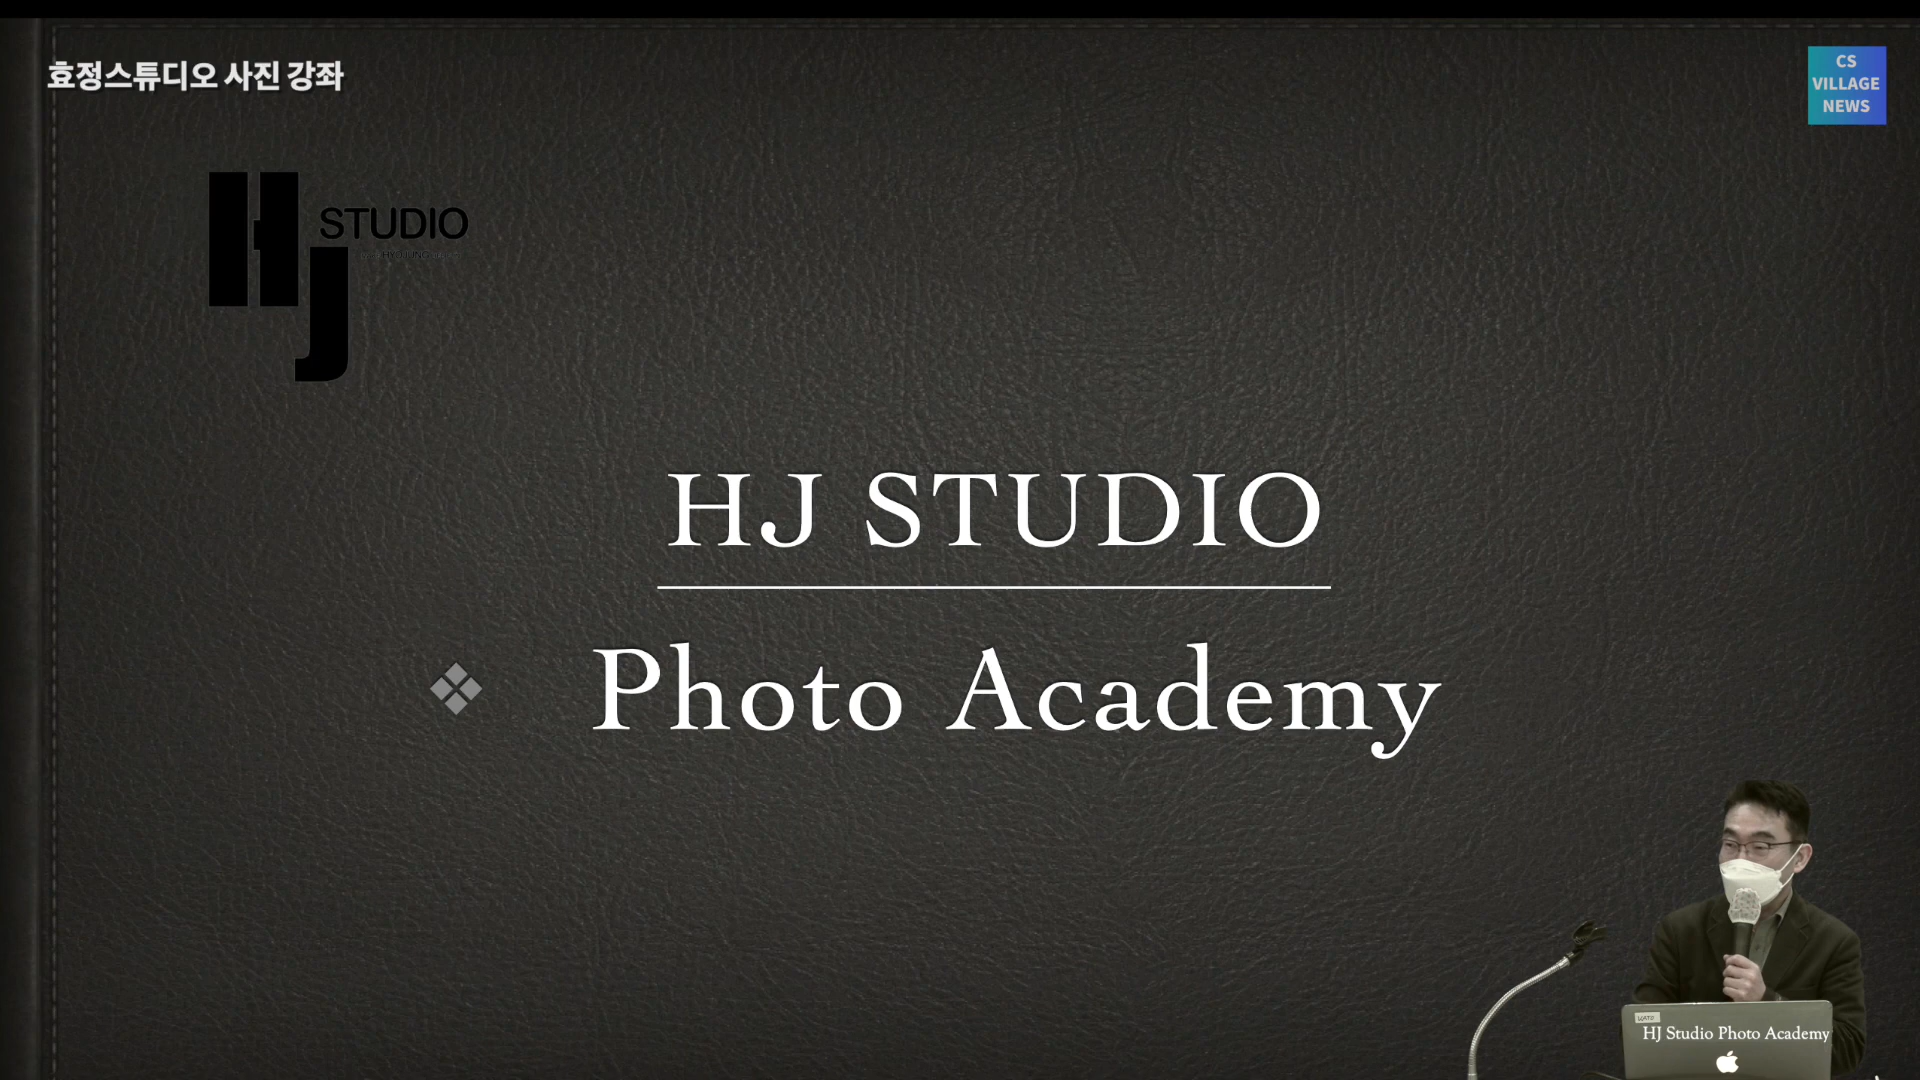 효정스튜디오 사진 강좌
CS
VILLAGE
NEWS
HJ
STUDIO
HJ STUDIO
Photo Academy
HJ Studio Photo Academy